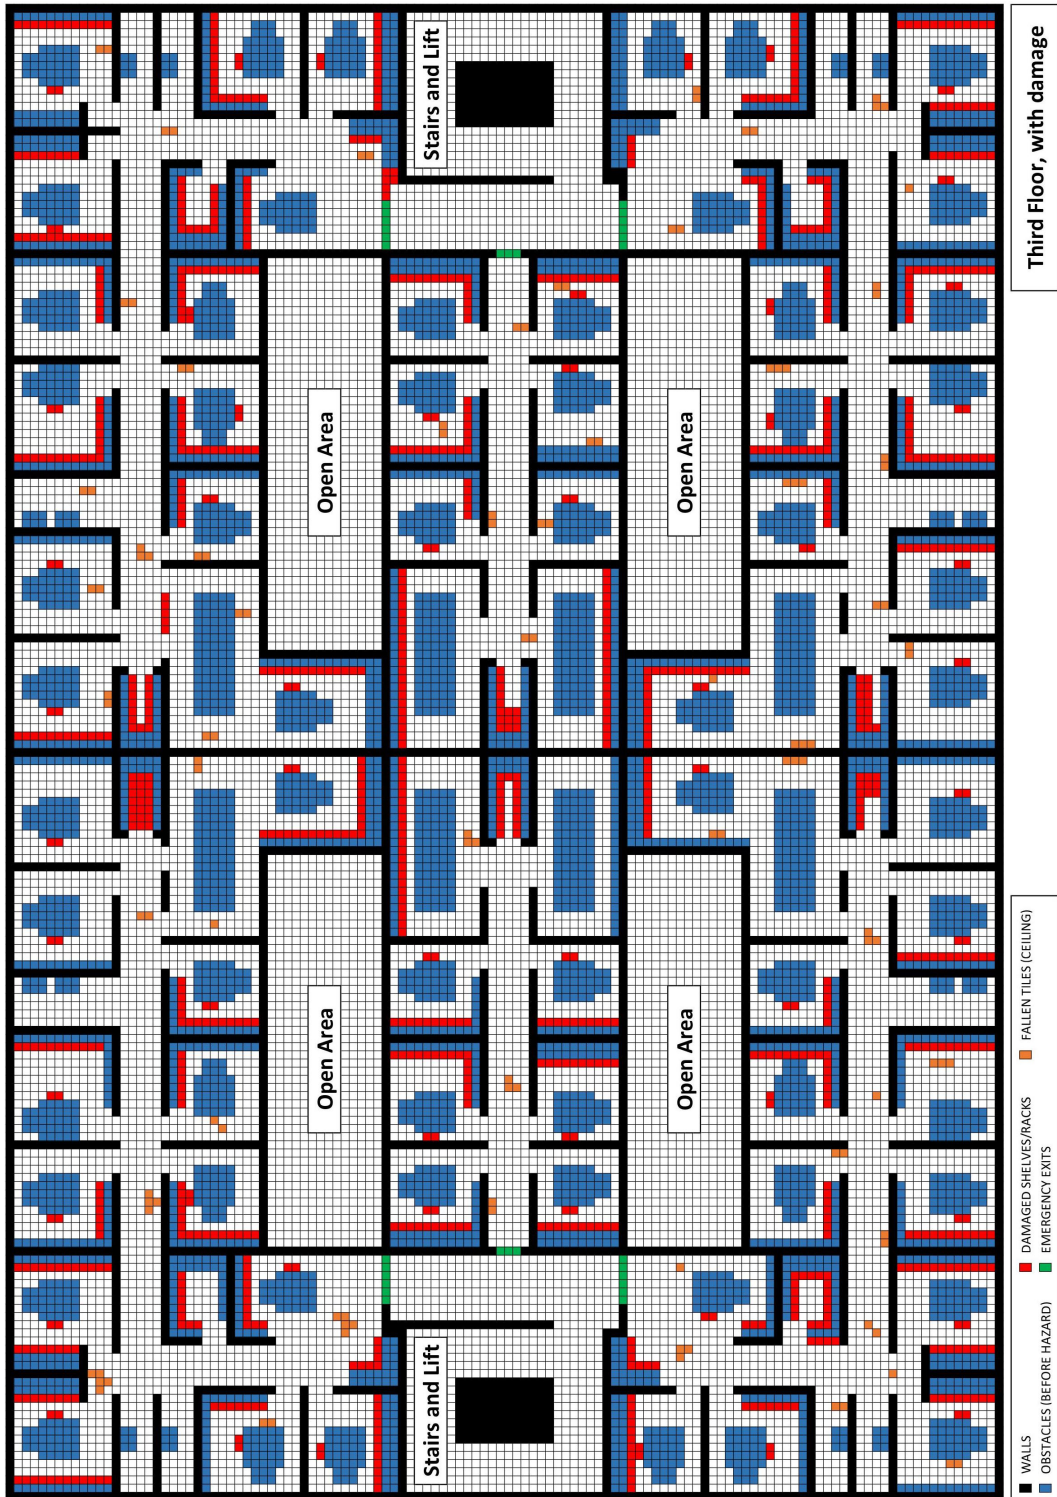 Stairs and Lift
Open Area
Open Area
Open Area
Open Area
Stairs and Lift
Third Floor, with damage
WALLS
OBSTACLES (BEFORE HAZARD)
DAMAGED SHELVES/RACKS
EMERGENCY EXITS
FALLEN TILES (CEILING)